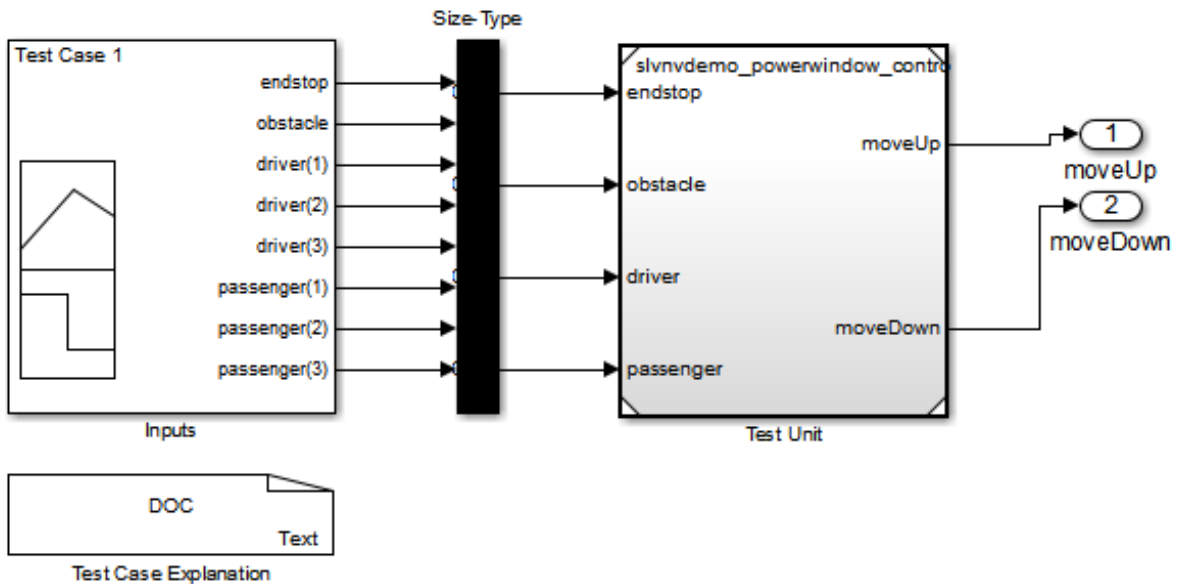 Size-Type
Test Case 1
endstop
obstacle
driver(1)
driver(2)
driver(3)
passenger(1)
passenger(2)
passenger(3)
Inputs
slvnvdemo_powerwindow_contro
endstop
obstacle
driver
passenger
moveUp
moveDown
Test Unit
1
moveUp
2
moveDown
DOC
Text
Test Case Explanation